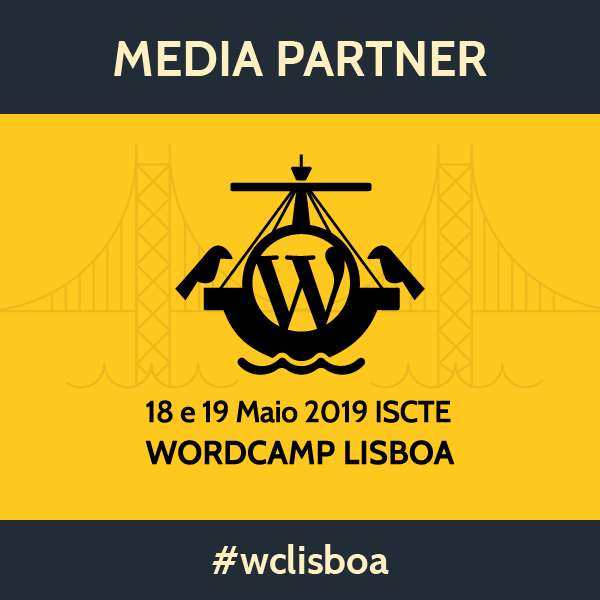 MEDIA PARTNER
W
18 e 19 Maio 2019 ISCTE
WORDCAMP LISBOA
#wclisboa